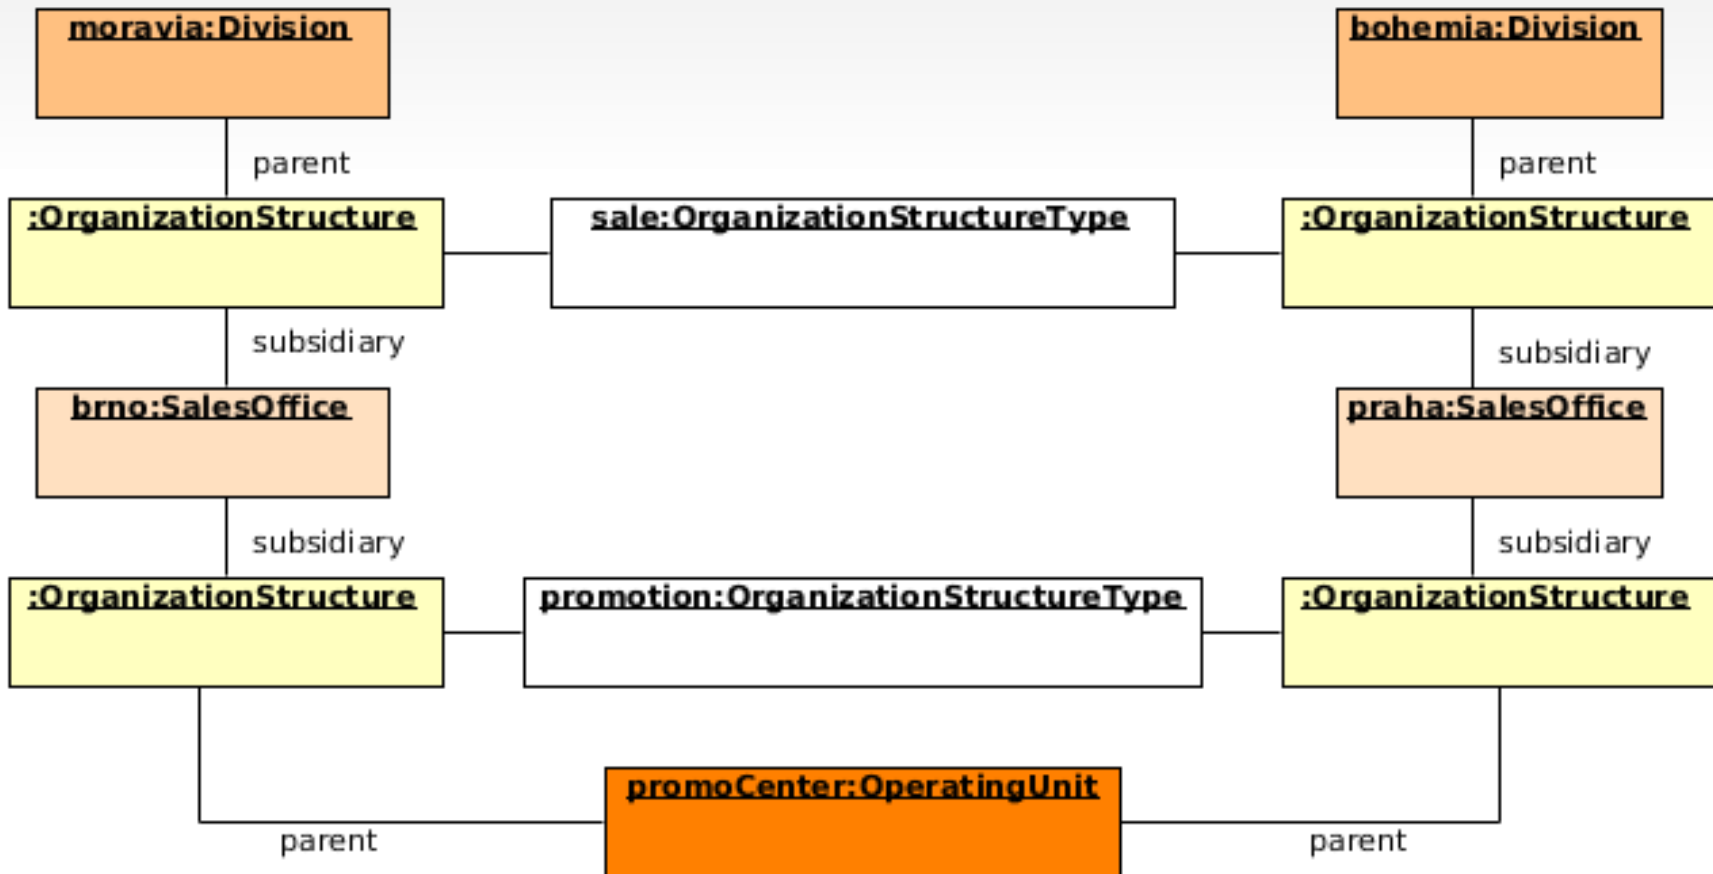 moravia:Division
bohemia:Division
parent
parent
:OrganizationStructure
sale:OrganizationStructureType
:OrganizationStructure
subsidiary
subsidiary
brno:SalesOffice
praha:SalesOffice
subsidiary
subsidiary
:OrganizationStructure
promotion:OrganizationStructureType
:OrganizationStructure
promoCenter:OperatingUnit
parent
parent